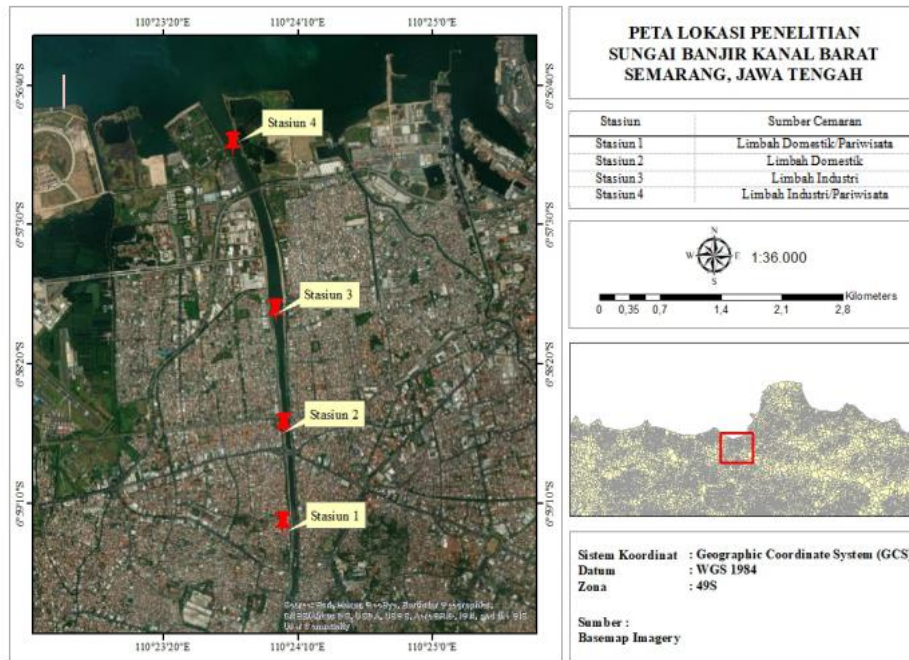 110°23'20"E 110°24'10"E 110°25'0"E
6°56'40"S 6°56'40"S
Stasiun 4
6°57'30"S 6°57'30"S
Stasiun 3
6°58'20"S 6°58'20"S
Stasiun 2
6°59'10"S 6°59'10"S
Stasiun 1
User Community
110°23'20"E 110°24'10"E 110°25'0"E
PETA LOKASI PENELITIAN
SUNGAI BANJIR KANAL BARAT
SEMARANG, JAWA TENGAH
Stasiun Sumber Cemaran
Stasiun 1 Limbah Domestik/Pariwisata
Stasiun 2 Limbah Domestik
Stasiun 3 Limbah Industri
Stasiun 4 Limbah Industri/Pariwisata
N
W E 1:36.000
S
Kilometers
0 0,35 0,7 1,4 2,1 2,8
Sistem Koordinat : Geographic Coordinate System (GCS)
Datum : WGS 1984
Zona : 49S
Sumber :
Basemap Imagery